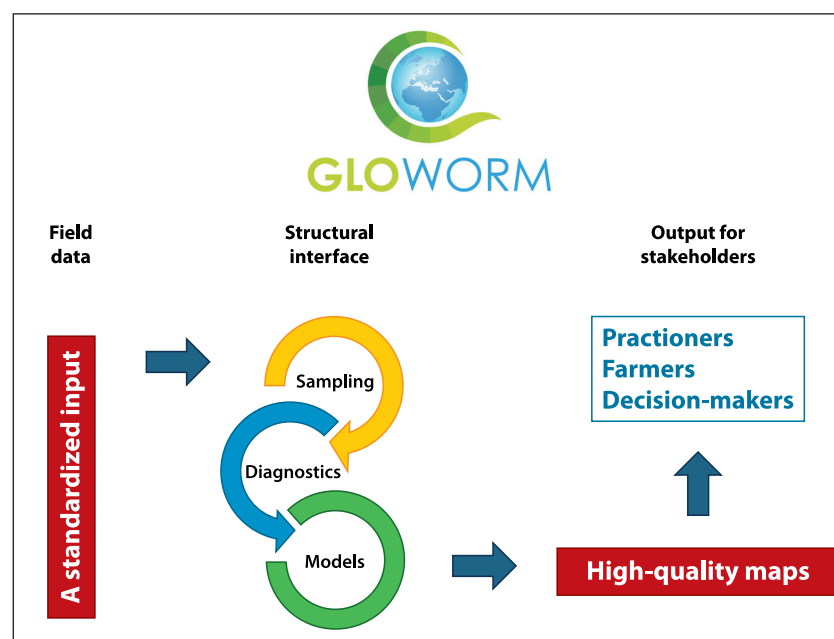 GLOWORM
Field
data
Structural
interface
Output for
stakeholders
A standardized input
Sampling
Diagnostics
Models
Practioners
Farmers
Decision-makers
High-quality maps